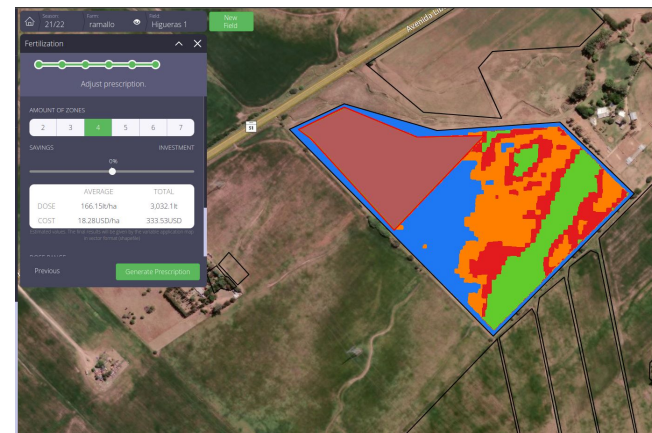 Season
21/22
Farm
ramallo
Field
Higueras 1
New
Field
Fertilization
Adjust prescription.
AMOUNT OF ZONES
2 3 4 5 6 7
SAVINGS
INVESTMENT
0%
AVERAGE TOTAL
DOSE 166.15lt/ha 3,032.1lt
COST 18.28USD/ha 333.53USD
Previous
Generate Prescription
51